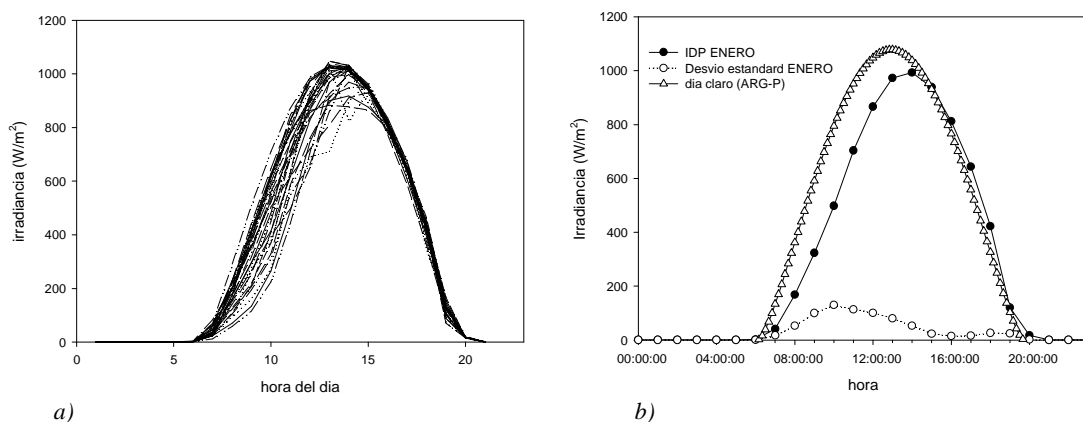 1200
1000
800
600
400
200
0
irradiancia (W/m²)
0 5 10 15 20
hora del dia
a)
1200
1000
800
600
400
200
0
Irradiancia (W/m²)
IDP ENERO
Desvio estandard ENERO
dia claro (ARG-P)
00:00:00 04:00:00 08:00:00 12:00:00 16:00:00 20:00:00
hora
b)